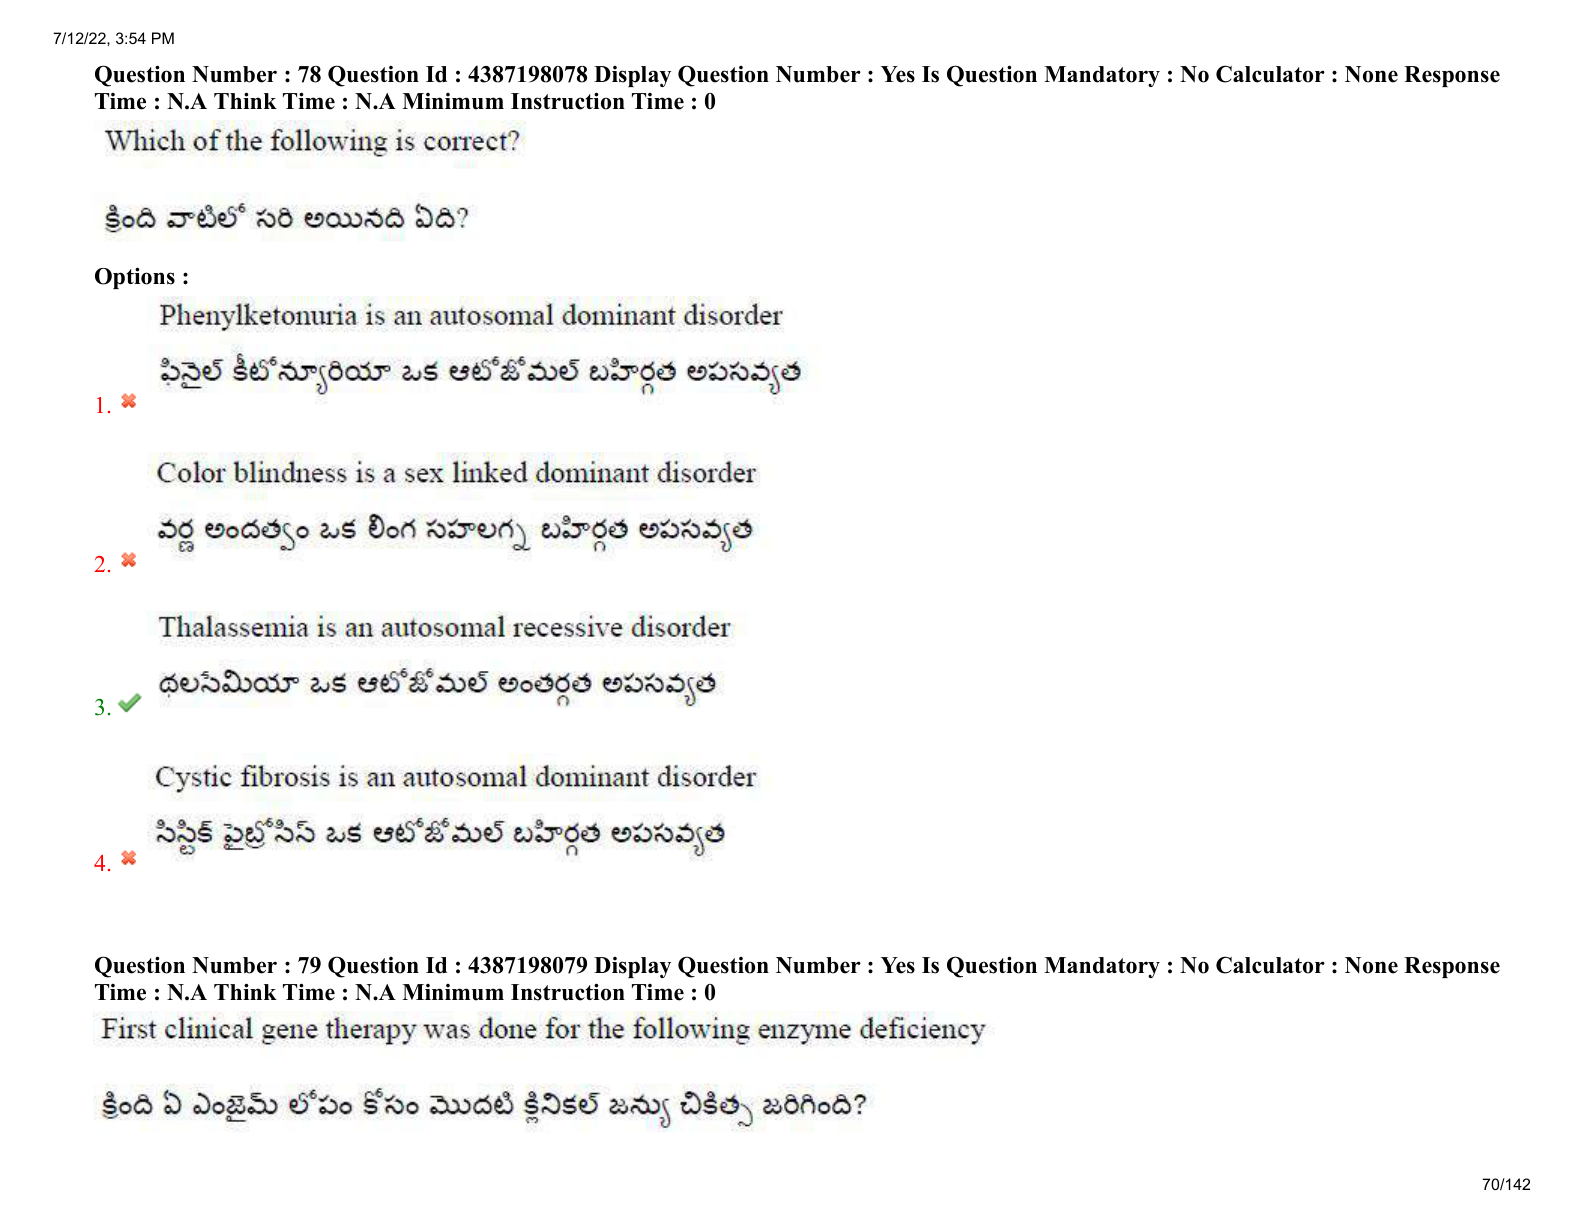 7/12/22, 3:54 PM
Question Number : 78 Question Id : 4387198078 Display Question Number : Yes Is Question Mandatory : No Calculator : None Response
Time : N.A Think Time : N.A Minimum Instruction Time : 0
Which of the following is correct?
క్రింది వాటిలో సరి అయినది ఏది?
Options :
Phenylketonuria is an autosomal dominant disorder
ఫినైల్ కీటోన్యూరియా ఒక ఆటోజోమల్ బహిర్గత అపసవ్యత
1.
Color blindness is a sex linked dominant disorder
వర్ణ అందత్వం ఒక లింగ సహలగ్న బహిర్గత అపసవ్యత
2.
Thalassemia is an autosomal recessive disorder
థలసేమియా ఒక ఆటోజోమల్ అంతర్గత అపసవ్యత
3.
Cystic fibrosis is an autosomal dominant disorder
సిస్టిక్ ఫైబ్రోసిస్ ఒక ఆటోజోమల్ బహిర్గత అపసవ్యత
4.
Question Number : 79 Question Id : 4387198079 Display Question Number : Yes Is Question Mandatory : No Calculator : None Response
Time : N.A Think Time : N.A Minimum Instruction Time : 0
First clinical gene therapy was done for the following enzyme deficiency
క్రింది ఏ ఎంజైమ్ లోపం కోసం మొదటి క్లినికల్ జన్యు చికిత్స జరిగింది?
70/142